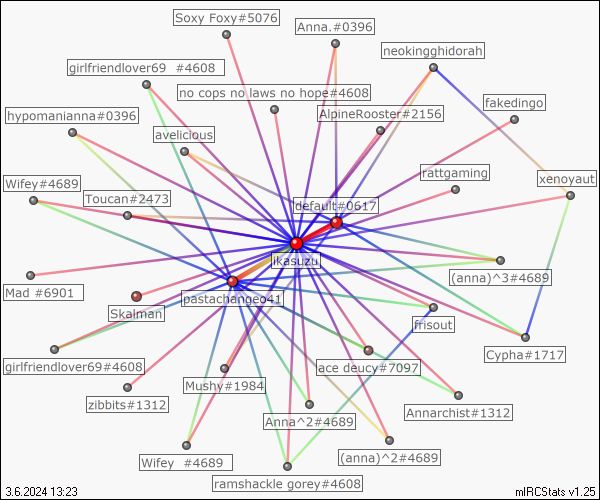 Soxy Foxy#5076
Anna.#0396
neokingghidorah
girlfriendlover69  #4608
no cops no laws no hope#4608
hypomanianna#0396
AlpineRooster#2156
fakedingo
avelicious
rattgaming
xenoyaut
Wifey#4689
Toucan#2473
default#0617
ikasuzu
(anna)^3#4689
Mad #6901
pastachangeo41
Skalman
frisout
Cypha#1717
girlfriendlover69#4608
ace deucy#7097
Mushy#1984
zibbits#1312
Annarchist#1312
Anna^2#4689
Wifey  #4689
(anna)^2#4689
ramshackle gorey#4608
3.6.2024 13:23
mIRCStats v1.25